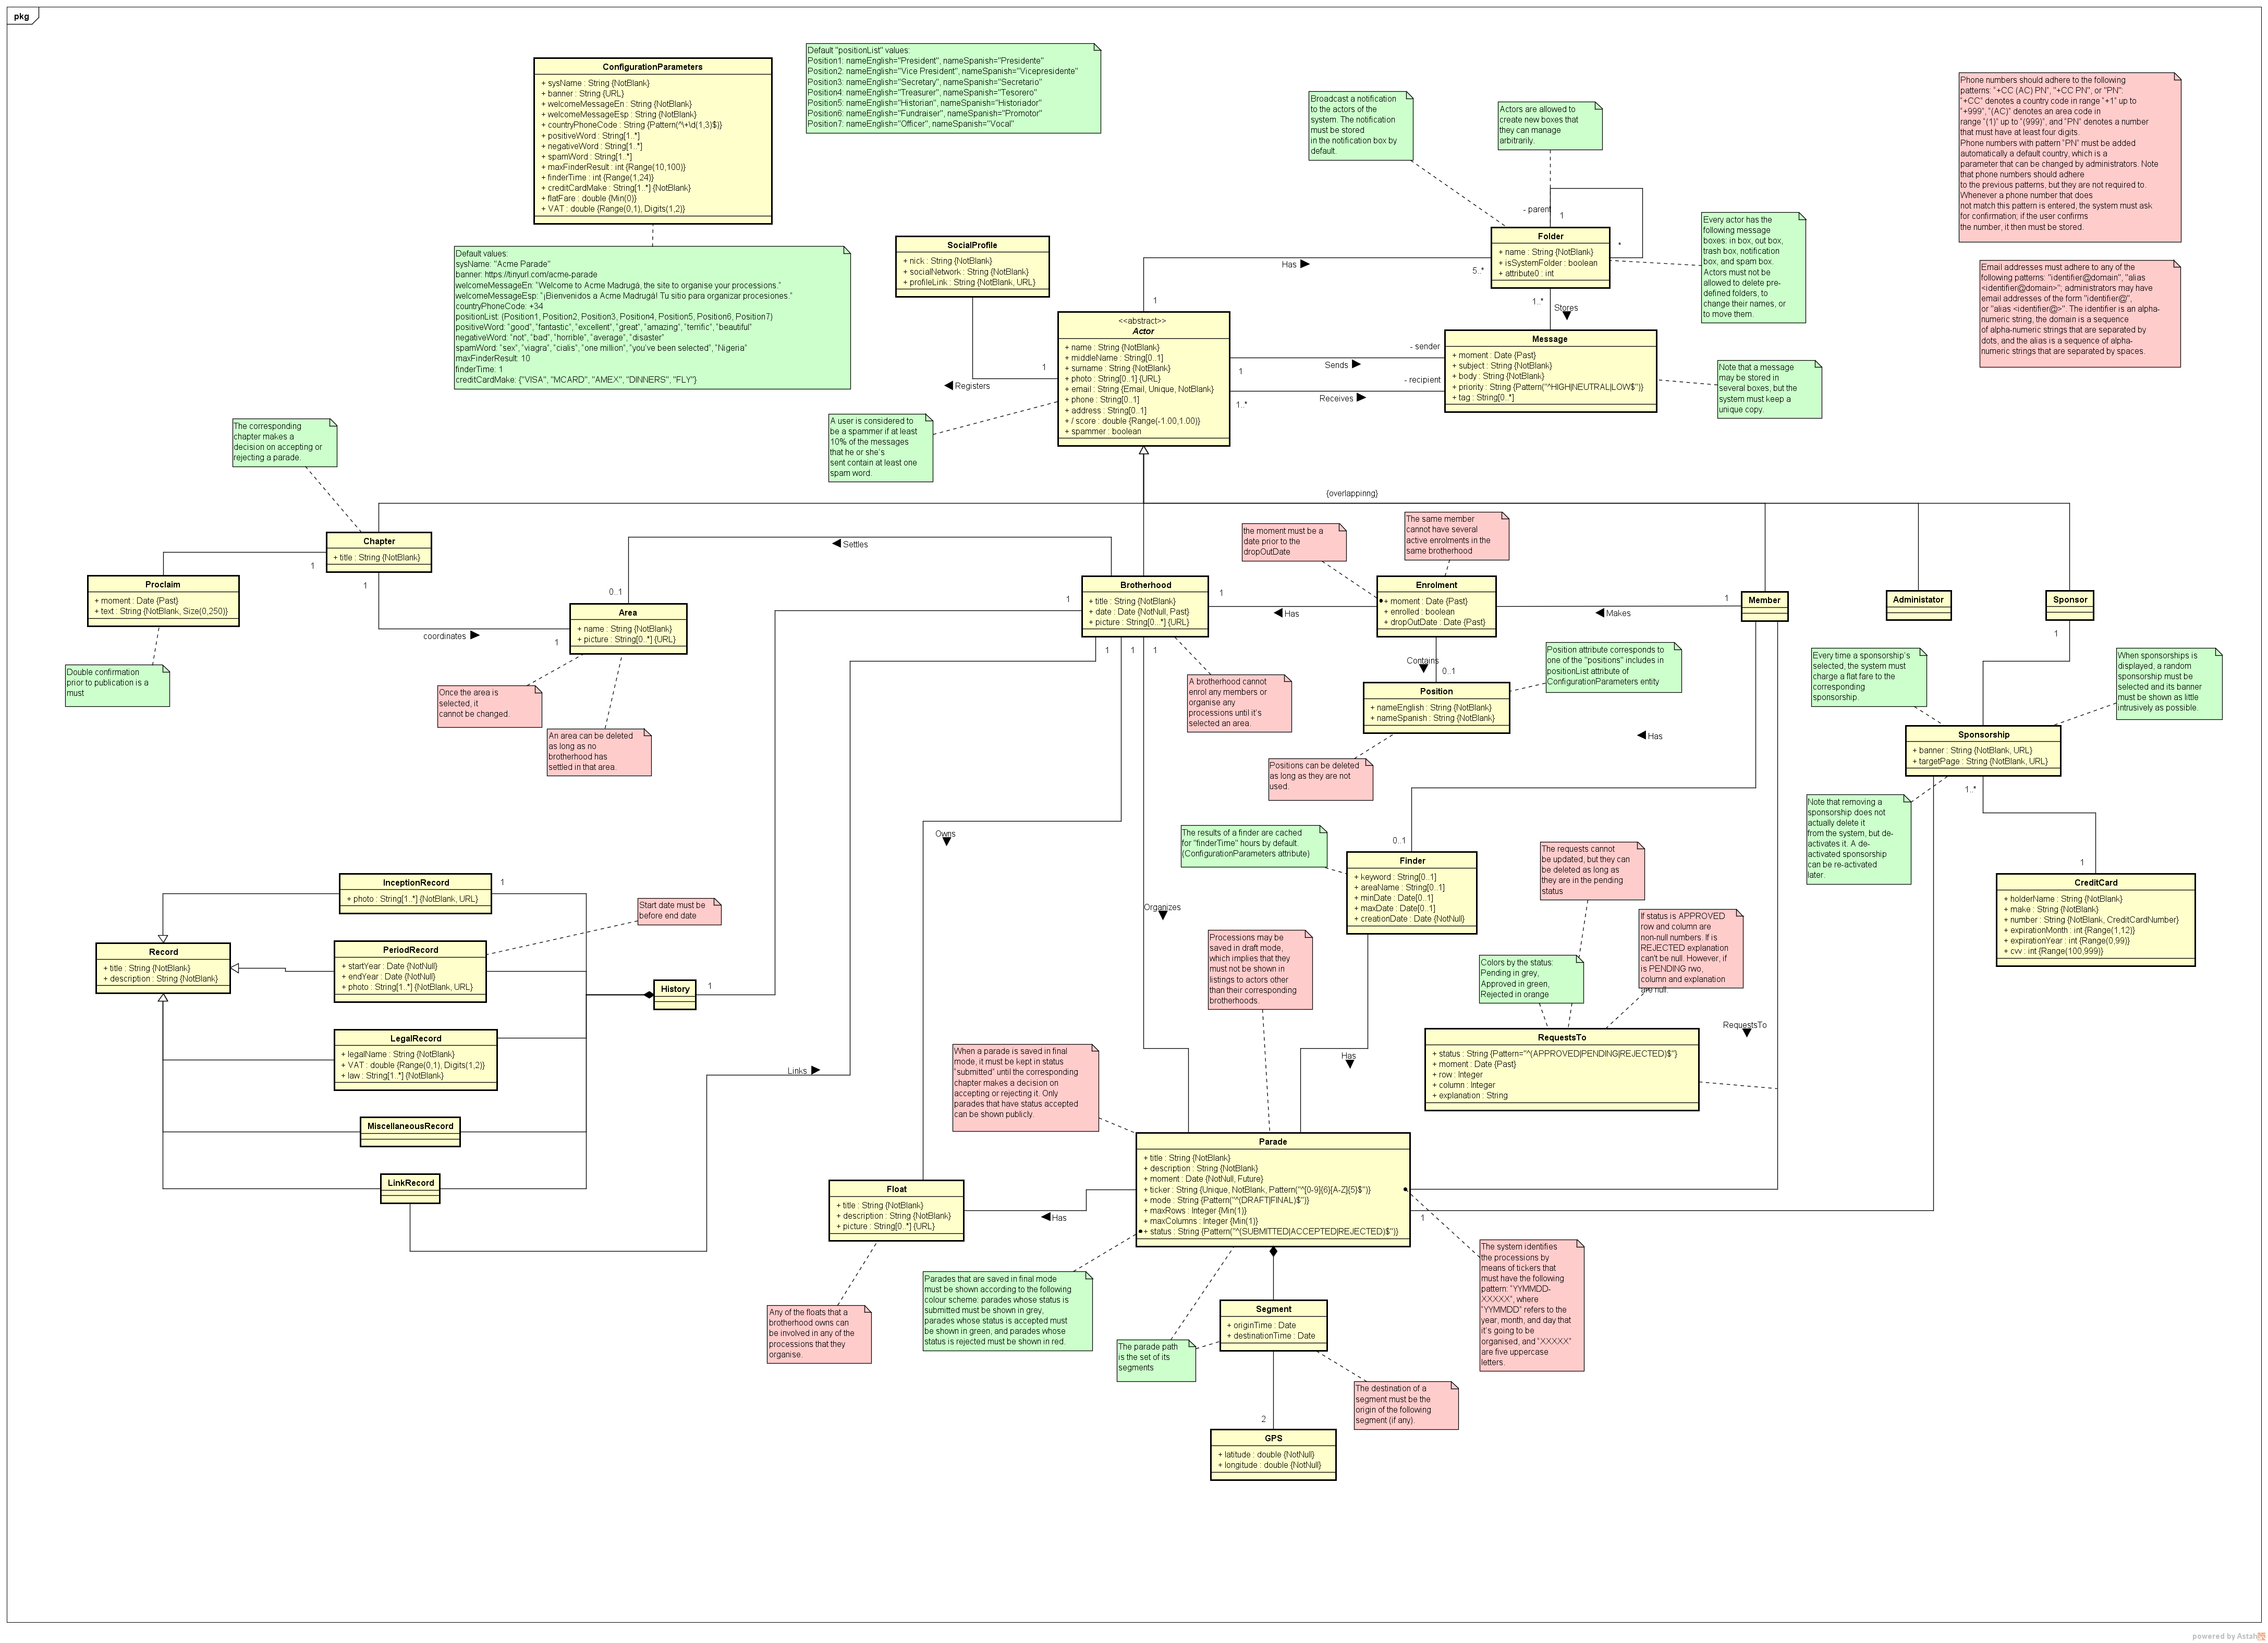 pkg
ConfigurationParameters
+ sysName : String {NotBlank}
+ banner : String {URL}
+ welcomeMessageEn : String {NotBlank}
+ welcomeMessageEsp : String {NotBlank}
+ countryPhoneCode : String {Pattern(^\+\d(1,3)$)}
+ positiveWord : String[1..*]
+ negativeWord : String[1..*]
+ spamWord : String[1..*]
+ maxFinderResult : int {Range(10,100)}
+ finderTime : int {Range(1,24)}
+ creditCardMake : String[1..*] {NotBlank}
+ flatFare : double {Min(0)}
+ VAT : double {Range(0,1), Digits(1,2)}
Default "positionList" values:
Position1: nameEnglish="President", nameSpanish="Presidente"
Position2: nameEnglish="Vice President", nameSpanish="Vicepresidente"
Position3: nameEnglish="Secretary", nameSpanish="Secretario"
Position4: nameEnglish="Treasurer", nameSpanish="Tesorero"
Position5: nameEnglish="Historian", nameSpanish="Historiador"
Position6: nameEnglish="Fundraiser", nameSpanish="Promotor"
Position7: nameEnglish="Officer", nameSpanish="Vocal"
Broadcast a notification
to the actors of the
system. The notification
must be stored
in the notification box by
default.
Actors are allowed to
create new boxes that
they can manage
arbitrarily.
Phone numbers should adhere to the following
patterns: "+CC (AC) PN", "+CC PN", or "PN":
"+CC" denotes a country code in range "+1" up to
"+999", "(AC)" denotes an area code in
range "(1)" up to "(999)", and "PN" denotes a number
that must have at least four digits.
Phone numbers with pattern "PN" must be added
automatically a default country, which is a
parameter that can be changed by administrators. Note
that phone numbers should adhere
to the previous patterns, but they are not required to.
Whenever a phone number that does
not match this pattern is entered, the system must ask
for confirmation; if the user confirms
the number, it then must be stored.
Default values:
sysName: "Acme Parade"
banner: https://tinyurl.com/acme-parade
welcomeMessageEn: "Welcome to Acme Madrugá, the site to organise your processions."
welcomeMessageEsp: "¡Bienvenidos a Acme Madrugá! Tu sitio para organizar procesiones."
countryPhoneCode: +34
positionList: (Position1, Position2, Position3, Position4, Position5, Position6, Position7)
positiveWord: "good", "fantastic", "excellent", "great", "amazing", "terrific", "beautiful"
negativeWord: "not", "bad", "horrible", "average", "disaster"
spamWord: "sex", "viagra", "cialis", "one million", "you've been selected", "Nigeria"
maxFinderResult: 10
finderTime: 1
creditCardMake: {"VISA", "MCARD", "AMEX", "DINNERS", "FLY"}
SocialProfile
+ nick : String {NotBlank}
+ socialNetwork : String {NotBlank}
+ profileLink : String {NotBlank, URL}
Has
- parent
1
*
5..*
Folder
+ name : String {NotBlank}
+ isSystemFolder : boolean
+ attribute0 : int
Every actor has the
following message
boxes: in box, out box,
trash box, notification
box, and spam box.
Actors must not be
allowed to delete pre-
defined folders, to
change their names, or
to move them.
Email addresses must adhere to any of the
following patterns: "identifier@domain", "alias
<identifier@domain>"; administrators may have
email addresses of the form "identifier@",
or "alias <identifier@>". The identifier is an alpha-
numeric string, the domain is a sequence
of alpha-numeric strings that are separated by
dots, and the alias is a sequence of alpha-
numeric strings that are separated by spaces.
1
1..*
Stores
<<abstract>>
Actor
+ name : String {NotBlank}
+ middleName : String[0..1]
+ surname : String {NotBlank}
+ photo : String[0..1] {URL}
+ email : String {Email, Unique, NotBlank}
+ phone : String[0..1]
+ address : String[0..1]
+ / score : double {Range(-1.00,1.00)}
+ spammer : boolean
1
Registers
- sender
Sends
1
- recipient
Receives
1..*
Message
+ moment : Date {Past}
+ subject : String {NotBlank}
+ body : String {NotBlank}
+ priority : String {Pattern("^HIGH|NEUTRAL|LOW$")}
+ tag : String[0..*]
Note that a message
may be stored in
several boxes, but the
system must keep a
unique copy.
A user is considered to
be a spammer if at least
10% of the messages
that he or she's
sent contain at least one
spam word.
The corresponding
chapter makes a
decision on accepting or
rejecting a parade.
{overlappinng}
Chapter
+ title : String {NotBlank}
1
1
Proclaim
+ moment : Date {Past}
+ text : String {NotBlank, Size(0,250)}
Double confirmation
prior to publication is a
must
coordinates
Settles
0..1
1
Area
+ name : String {NotBlank}
+ picture : String[0..*] {URL}
Once the area is
selected, it
cannot be changed.
An area can be deleted
as long as no
brotherhood has
settled in that area.
1
Brotherhood
+ title : String {NotBlank}
+ date : Date {NotNull, Past}
+ picture : String[0...*] {URL}
1
1
1
1
Has
A brotherhood cannot
enrol any members or
organise any
processions until it's
selected an area.
the moment must be a
date prior to the
dropOutDate
The same member
cannot have several
active enrolments in the
same brotherhood
Enrolment
+ moment : Date {Past}
+ enrolled : boolean
+ dropOutDate : Date {Past}
Makes
1
Member
Administator
Sponsor
1
Contains
0..1
Position
+ nameEnglish : String {NotBlank}
+ nameSpanish : String {NotBlank}
Position attribute corresponds to
one of the "positions" includes in
positionList attribute of
ConfigurationParameters entity
Positions can be deleted
as long as they are not
used.
Has
Every time a sponsorship's
selected, the system must
charge a flat fare to the
corresponding
sponsorship.
When sponsorships is
displayed, a random
sponsorship must be
selected and its banner
must be shown as little
intrusively as possible.
Sponsorship
+ banner : String {NotBlank, URL}
+ targetPage : String {NotBlank, URL}
1..*
Note that removing a
sponsorship does not
actually delete it
from the system, but de-
activates it. A de-
activated sponsorship
can be re-activated
later.
1
CreditCard
+ holderName : String {NotBlank}
+ make : String {NotBlank}
+ number : String {NotBlank, CreditCardNumber}
+ expirationMonth : int {Range(1,12)}
+ expirationYear : int {Range(0,99)}
+ cvv : int {Range(100,999)}
Owns
The results of a finder are cached
for "finderTime" hours by default.
(ConfigurationParameters attribute)
0..1
Finder
+ keyword : String[0..1]
+ areaName : String[0..1]
+ minDate : Date[0..1]
+ maxDate : Date[0..1]
+ creationDate : Date {NotNull}
The requests cannot
be updated, but they can
be deleted as long as
they are in the pending
status
If status is APPROVED
row and column are
non-null numbers. If is
REJECTED explanation
can't be null. However, if
is PENDING rwo,
column and explanation
are null.
Colors by the status:
Pending in grey,
Approved in green,
Rejected in orange
Organizes
Processions may be
saved in draft mode,
which implies that they
must not be shown in
listings to actors other
than their corresponding
brotherhoods.
InceptionRecord
+ photo : String[1..*] {NotBlank, URL}
1
Start date must be
before end date
Record
+ title : String {NotBlank}
+ description : String {NotBlank}
PeriodRecord
+ startYear : Date {NotNull}
+ endYear : Date {NotNull}
+ photo : String[1..*] {NotBlank, URL}
History
1
LegalRecord
+ legalName : String {NotBlank}
+ VAT : double {Range(0,1), Digits(1,2)}
+ law : String[1..*] {NotBlank}
MiscellaneousRecord
LinkRecord
Links
RequestsTo
+ status : String {Pattern="^(APPROVED|PENDING|REJECTED)$"}
+ moment : Date {Past}
+ row : Integer
+ column : Integer
+ explanation : String
RequestsTo
Has
When a parade is saved in final
mode, it must be kept in status
"submitted" until the corresponding
chapter makes a decision on
accepting or rejecting it. Only
parades that have status accepted
can be shown publicly.
Parade
+ title : String {NotBlank}
+ description : String {NotBlank}
+ moment : Date {NotNull, Future}
+ ticker : String {Unique, NotBlank, Pattern("^[0-9]{6}[A-Z]{5}$")}
+ mode : String {Pattern("^(DRAFT|FINAL)$")}
+ maxRows : Integer {Min(1)}
+ maxColumns : Integer {Min(1)}
+ status : String {Pattern("^(SUBMITTED|ACCEPTED|REJECTED)$")}
1
Float
+ title : String {NotBlank}
+ description : String {NotBlank}
+ picture : String[0..*] {URL}
Has
Any of the floats that a
brotherhood owns can
be involved in any of the
processions that they
organise.
Parades that are saved in final mode
must be shown according to the following
colour scheme: parades whose status is
submitted must be shown in grey,
parades whose status is accepted must
be shown in green, and parades whose
status is rejected must be shown in red.
The parade path
is the set of its
segments
Segment
+ originTime : Date
+ destinationTime : Date
The system identifies
the processions by
means of tickers that
must have the following
pattern: "YYMMDD-
XXXXX", where
"YYMMDD" refers to the
year, month, and day that
it's going to be
organised, and "XXXXX"
are five uppercase
letters.
The destination of a
segment must be the
origin of the following
segment (if any).
2
GPS
+ latitude : double {NotNull}
+ longitude : double {NotNull}
powered by Astah